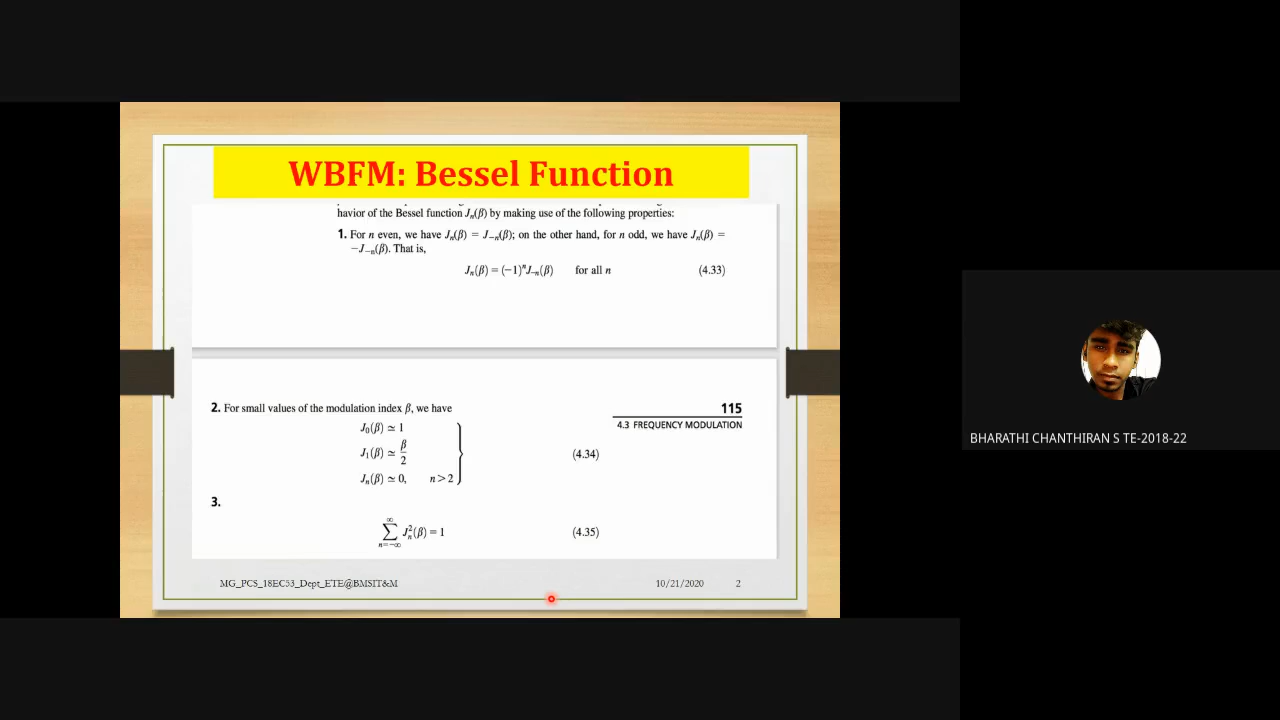 WBFM: Bessel Function
havior of the Bessel function Jₙ(β) by making use of the following properties:
1. For n even, we have Jₙ(β) = J₋ₙ(β); on the other hand, for n odd, we have Jₙ(β) =
−J₋ₙ(β). That is,
Jₙ(β) = (−1)ⁿJ₋ₙ(β) for all n (4.33)
2. For small values of the modulation index β, we have
115
4.3 FREQUENCY MODULATION
J₀(β) ≃ 1
J₁(β) ≃ β/2
(4.34)
Jₙ(β) ≃ 0, n > 2
3.
∑ₙ₌₋∞^∞ Jₙ²(β) = 1 (4.35)
MG_PCS_18EC53_Dept_ETE@BMSIT&M 10/21/2020 2
BHARATHI CHANTHIRAN S TE-2018-22